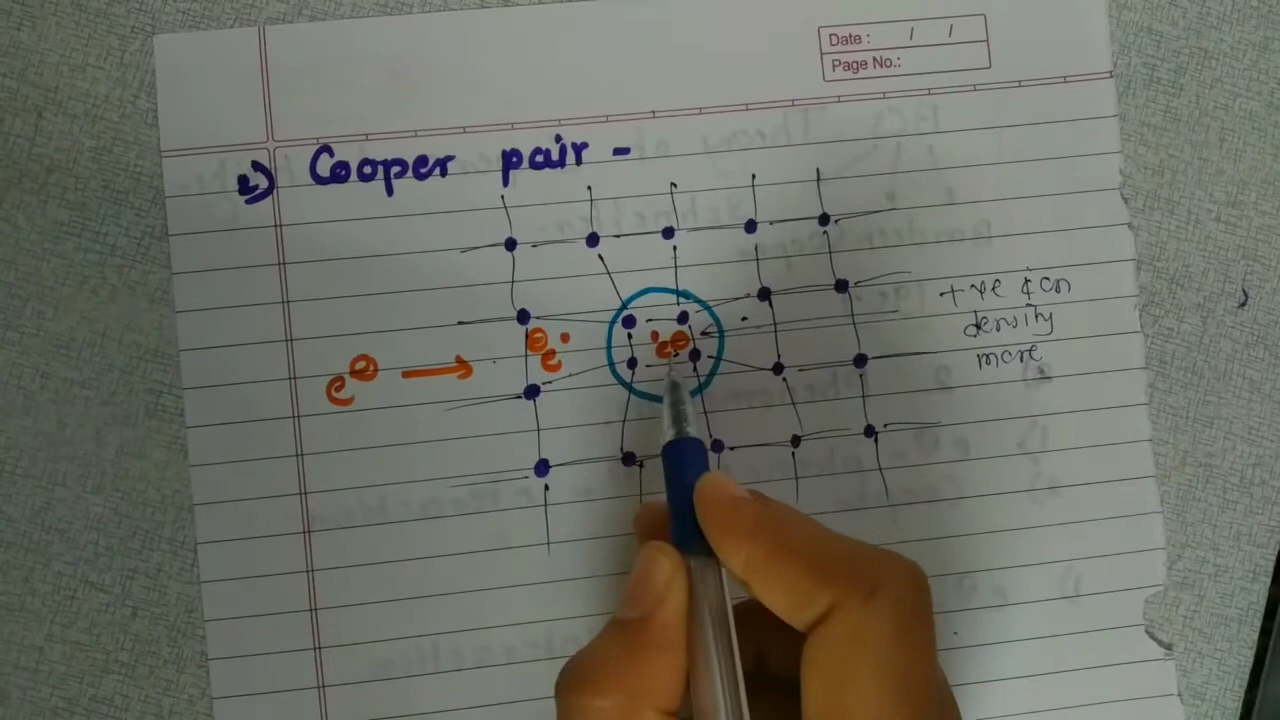 Date : / /
Page No.:
2) Cooper pair -
+ve ion
density
more
e⊖ → ⊖ e e⊖